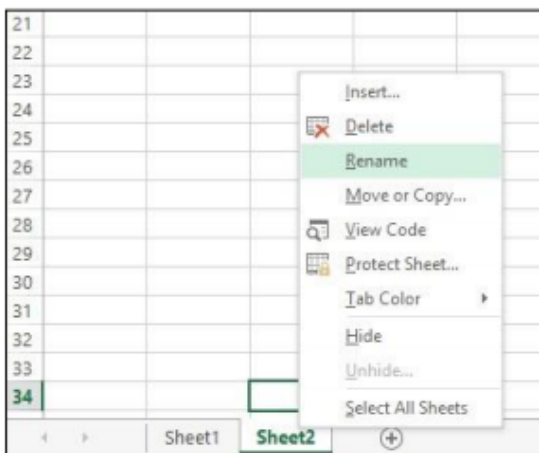 21
22
23
Insert...
24
Delete
25
Rename
26
27
Move or Copy...
28
View Code
29
Protect Sheet...
30
Tab Color
31
32
Hide
33
Unhide...
34
Select All Sheets
Sheet1 Sheet2